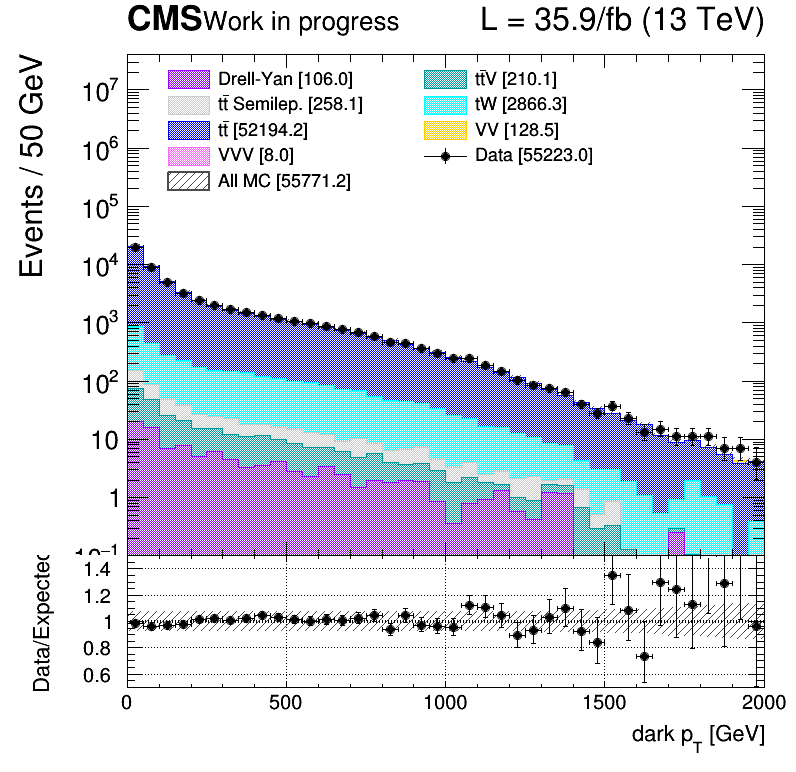 CMS Work in progress L = 35.9/fb (13 TeV)
Drell-Yan [106.0] tt̄V [210.1]
tt̄ Semilep. [258.1] tW [2866.3]
tt̄ [52194.2] VV [128.5]
VVV [8.0] Data [55223.0]
All MC [55771.2]
Events / 50 GeV
10⁷
10⁶
10⁵
10⁴
10³
10²
10
1
10⁻¹
Data/Expected
1.4
1.2
1
0.8
0.6
0 500 1000 1500 2000
dark p_T [GeV]